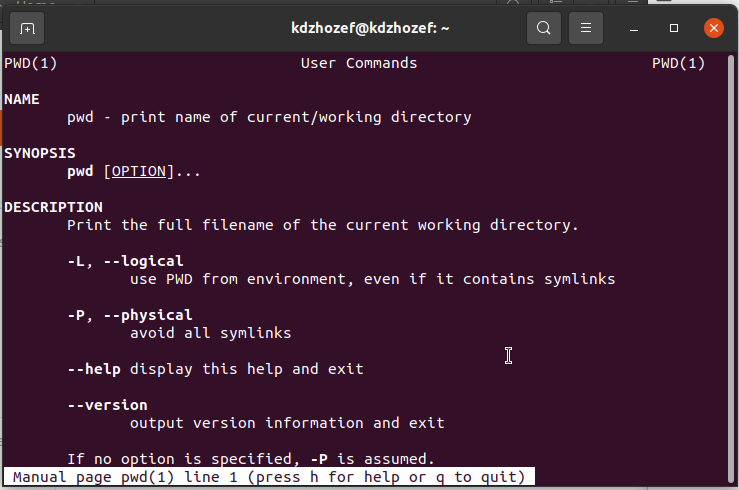 kdzhozef@kdzhozef: ~
PWD(1) User Commands PWD(1)
NAME
pwd - print name of current/working directory
SYNOPSIS
pwd [OPTION]...
DESCRIPTION
Print the full filename of the current working directory.
-L, --logical
use PWD from environment, even if it contains symlinks
-P, --physical
avoid all symlinks
--help display this help and exit
--version
output version information and exit
If no option is specified, -P is assumed.
Manual page pwd(1) line 1 (press h for help or q to quit)